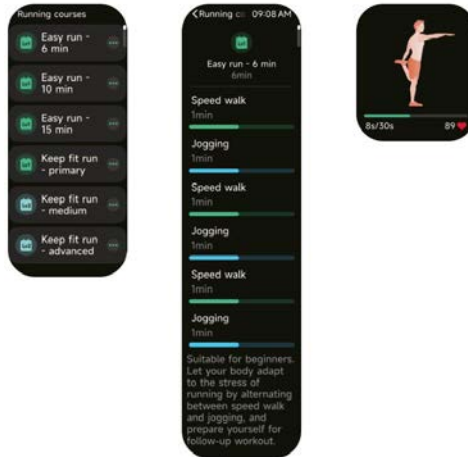 Running courses
Easy run -
6 min
Easy run -
10 min
Easy run -
15 min
Keep fit run
- primary
Keep fit run
- medium
Keep fit run
- advanced
Running co 09:08 AM
Easy run - 6 min
6min
Speed walk
1min
Jogging
1min
Speed walk
1min
Jogging
1min
Speed walk
1min
Jogging
1min
Suitable for beginners.
Let your body adapt
to the stress of
running by alternating
between speed walk
and jogging, and
prepare yourself for
follow-up workout.
8s/30s 89